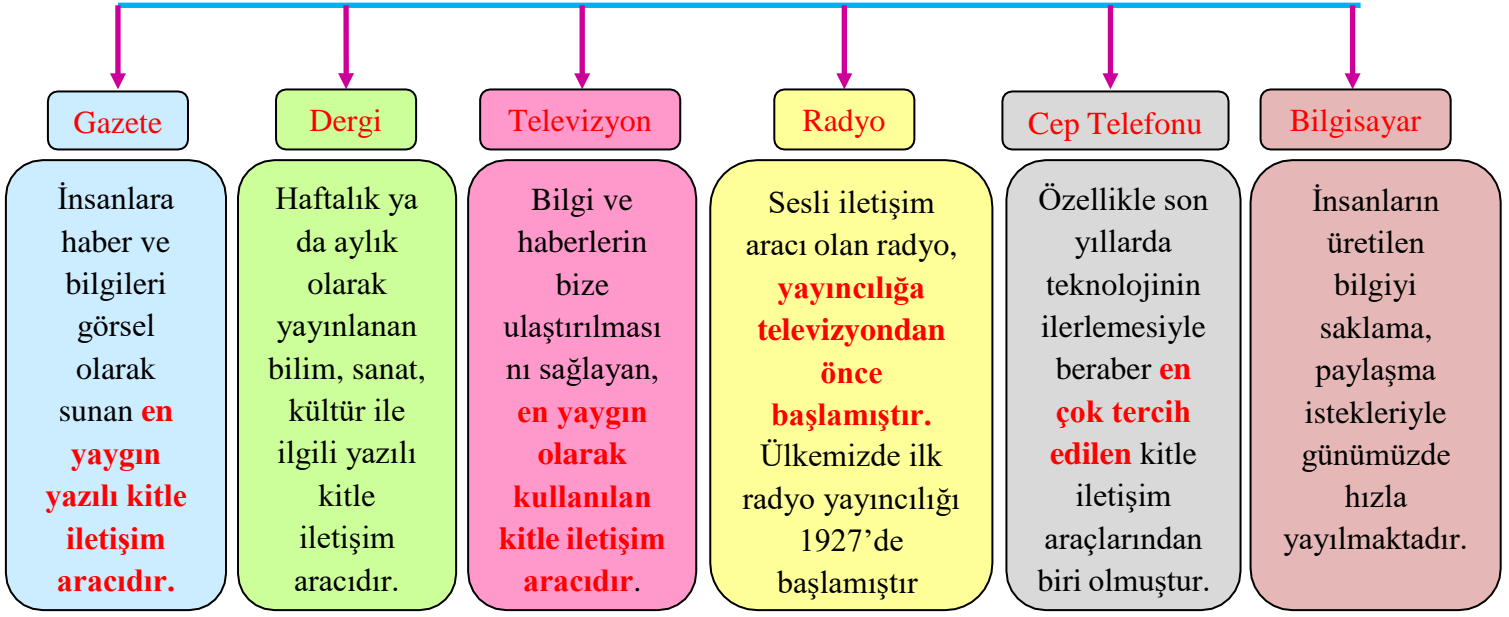 Gazete
İnsanlara
haber ve
bilgileri
görsel
olarak
sunan en
yaygın
yazılı kitle
iletişim
aracıdır.
Dergi
Haftalık ya
da aylık
olarak
yayınlanan
bilim, sanat,
kültür ile
ilgili yazılı
kitle
iletişim
aracıdır.
Televizyon
Bilgi ve
haberlerin
bize
ulaştırılması
nı sağlayan,
en yaygın
olarak
kullanılan
kitle iletişim
aracıdır.
Radyo
Sesli iletişim
aracı olan radyo,
yayıncılığa
televizyondan
önce
başlamıştır.
Ülkemizde ilk
radyo yayıncılığı
1927’de
başlamıştır
Cep Telefonu
Özellikle son
yıllarda
teknolojinin
ilerlemesiyle
beraber en
çok tercih
edilen kitle
iletişim
araçlarından
biri olmuştur.
Bilgisayar
İnsanların
üretilen
bilgiyi
saklama,
paylaşma
istekleriyle
günümüzde
hızla
yayılmaktadır.